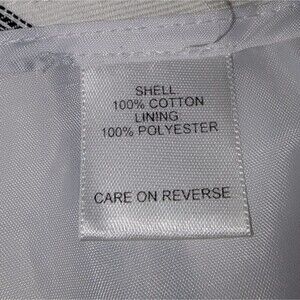 SHELL
100% COTTON
LINING
100% POLYESTER
CARE ON REVERSE